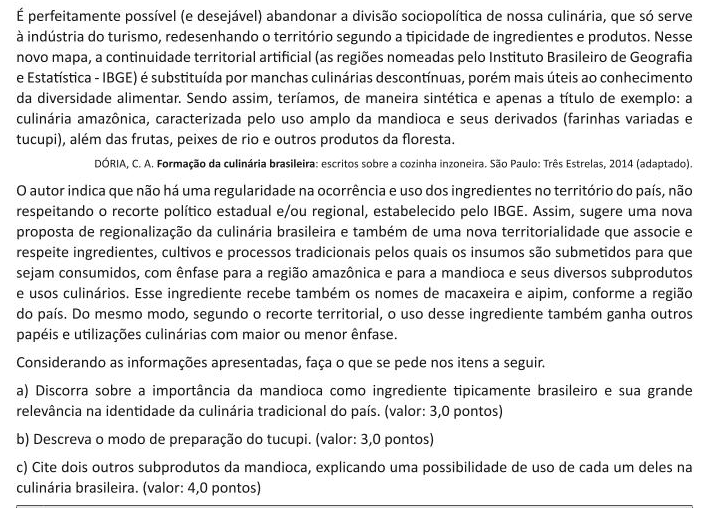 É perfeitamente possível (e desejável) abandonar a divisão sociopolítica de nossa culinária, que só serve
à indústria do turismo, redesenhando o território segundo a tipicidade de ingredientes e produtos. Nesse
novo mapa, a continuidade territorial artificial (as regiões nomeadas pelo Instituto Brasileiro de Geografia
e Estatística - IBGE) é substituída por manchas culinárias descontínuas, porém mais úteis ao conhecimento
da diversidade alimentar. Sendo assim, teríamos, de maneira sintética e apenas a título de exemplo: a
culinária amazônica, caracterizada pelo uso amplo da mandioca e seus derivados (farinhas variadas e
tucupi), além das frutas, peixes de rio e outros produtos da floresta.
DÓRIA, C. A. Formação da culinária brasileira: escritos sobre a cozinha inzoneira. São Paulo: Três Estrelas, 2014 (adaptado).
O autor indica que não há uma regularidade na ocorrência e uso dos ingredientes no território do país, não
respeitando o recorte político estadual e/ou regional, estabelecido pelo IBGE. Assim, sugere uma nova
proposta de regionalização da culinária brasileira e também de uma nova territorialidade que associe e
respeite ingredientes, cultivos e processos tradicionais pelos quais os insumos são submetidos para que
sejam consumidos, com ênfase para a região amazônica e para a mandioca e seus diversos subprodutos
e usos culinários. Esse ingrediente recebe também os nomes de macaxeira e aipim, conforme a região
do país. Do mesmo modo, segundo o recorte territorial, o uso desse ingrediente também ganha outros
papéis e utilizações culinárias com maior ou menor ênfase.
Considerando as informações apresentadas, faça o que se pede nos itens a seguir.
a) Discorra sobre a importância da mandioca como ingrediente tipicamente brasileiro e sua grande
relevância na identidade da culinária tradicional do país. (valor: 3,0 pontos)
b) Descreva o modo de preparação do tucupi. (valor: 3,0 pontos)
c) Cite dois outros subprodutos da mandioca, explicando uma possibilidade de uso de cada um deles na
culinária brasileira. (valor: 4,0 pontos)